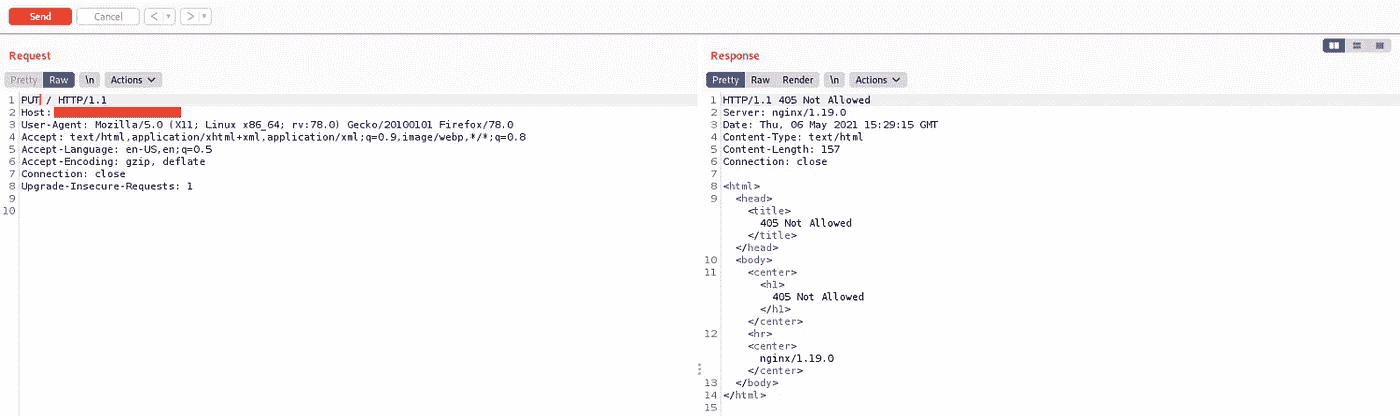 Send Cancel < > 
Request
Pretty Raw \n Actions
1 PUT / HTTP/1.1
2 Host:
3 User-Agent: Mozilla/5.0 (X11; Linux x86_64; rv:78.0) Gecko/20100101 Firefox/78.0
4 Accept: text/html,application/xhtml+xml,application/xml;q=0.9,image/webp,*/*;q=0.8
5 Accept-Language: en-US,en;q=0.5
6 Accept-Encoding: gzip, deflate
7 Connection: close
8 Upgrade-Insecure-Requests: 1
9
10
Response
Pretty Raw Render \n Actions
1 HTTP/1.1 405 Not Allowed
2 Server: nginx/1.19.0
3 Date: Thu, 06 May 2021 15:29:15 GMT
4 Content-Type: text/html
5 Content-Length: 157
6 Connection: close
7
8 <html>
9 <head>
<title>
405 Not Allowed
</title>
</head>
10 <body>
11 <center>
<h1>
405 Not Allowed
</h1>
</center>
12 <hr>
<center>
nginx/1.19.0
</center>
13 </body>
14 </html>
15